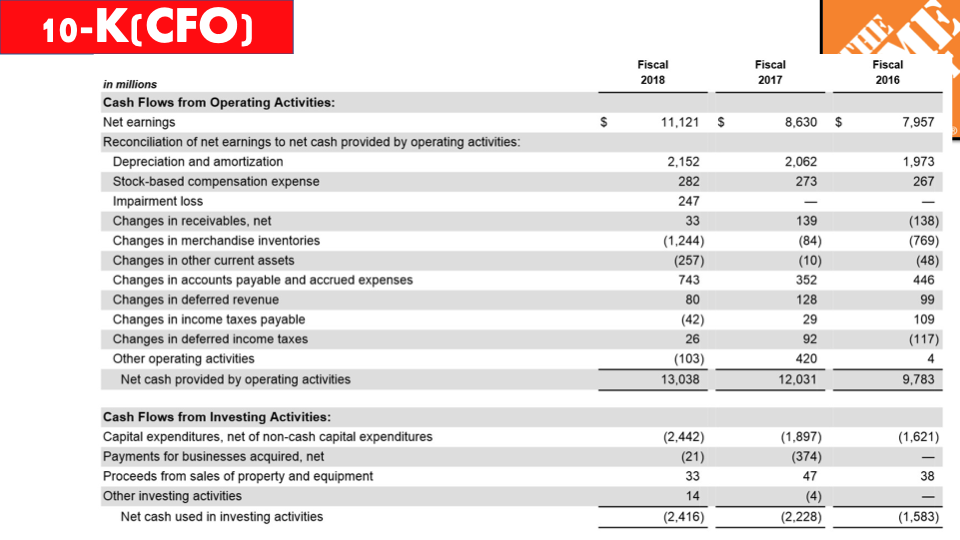 10-K(CFO)
THE
Fiscal Fiscal Fiscal
in millions 2018 2017 2016
Cash Flows from Operating Activities:
Net earnings $ 11,121 $ 8,630 $ 7,957
Reconciliation of net earnings to net cash provided by operating activities:
Depreciation and amortization 2,152 2,062 1,973
Stock-based compensation expense 282 273 267
Impairment loss 247 — —
Changes in receivables, net 33 139 (138)
Changes in merchandise inventories (1,244) (84) (769)
Changes in other current assets (257) (10) (48)
Changes in accounts payable and accrued expenses 743 352 446
Changes in deferred revenue 80 128 99
Changes in income taxes payable (42) 29 109
Changes in deferred income taxes 26 92 (117)
Other operating activities (103) 420 4
Net cash provided by operating activities 13,038 12,031 9,783
Cash Flows from Investing Activities:
Capital expenditures, net of non-cash capital expenditures (2,442) (1,897) (1,621)
Payments for businesses acquired, net (21) (374) —
Proceeds from sales of property and equipment 33 47 38
Other investing activities 14 (4) —
Net cash used in investing activities (2,416) (2,228) (1,583)